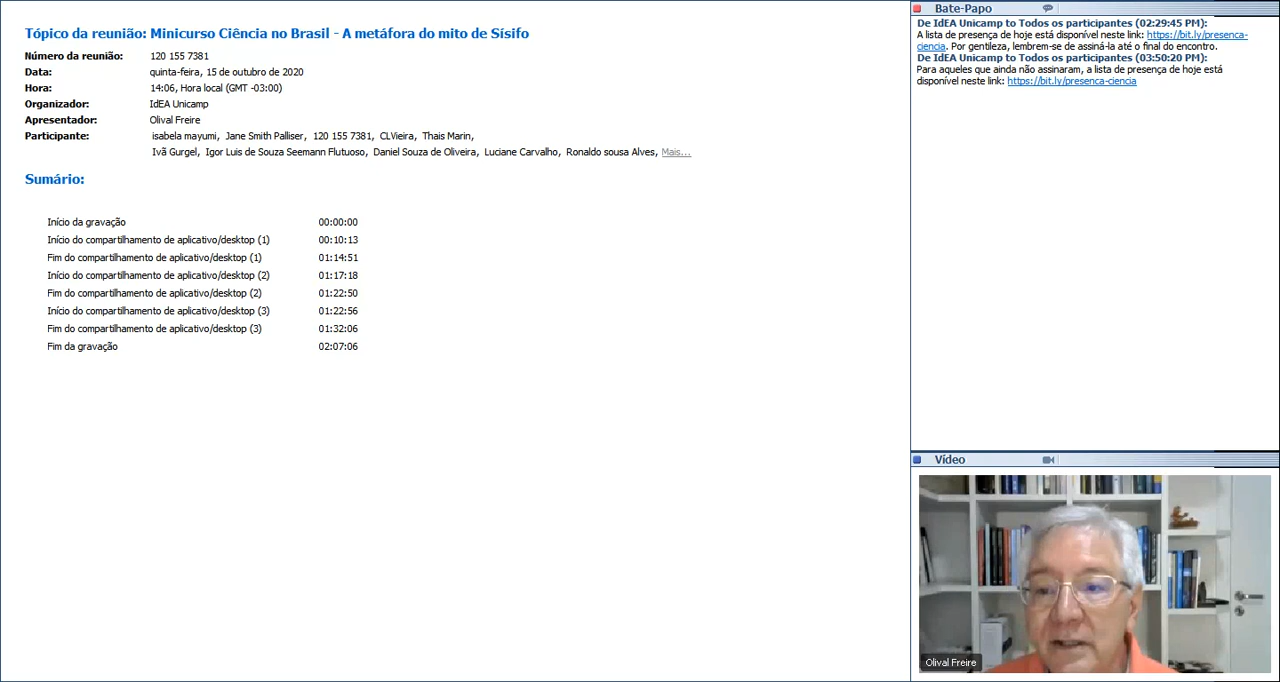 Tópico da reunião: Minicurso Ciência no Brasil - A metáfora do mito de Sísifo
Número da reunião: 120 155 7381
Data: quinta-feira, 15 de outubro de 2020
Hora: 14:06, Hora local (GMT -03:00)
Organizador: IdEA Unicamp
Apresentador: Olival Freire
Participante: isabela mayumi, Jane Smith Palliser, 120 155 7381, CLVieira, Thais Marin,
Ivã Gurgel, Igor Luis de Souza Seemann Flutuoso, Daniel Souza de Oliveira, Luciane Carvalho, Ronaldo sousa Alves, Mais...
Sumário:
Início da gravação 00:00:00
Início do compartilhamento de aplicativo/desktop (1) 00:10:13
Fim do compartilhamento de aplicativo/desktop (1) 01:14:51
Início do compartilhamento de aplicativo/desktop (2) 01:17:18
Fim do compartilhamento de aplicativo/desktop (2) 01:22:50
Início do compartilhamento de aplicativo/desktop (3) 01:22:56
Fim do compartilhamento de aplicativo/desktop (3) 01:32:06
Fim da gravação 02:07:06
Bate-Papo
De IdEA Unicamp to Todos os participantes (02:29:45 PM):
A lista de presença de hoje está disponível neste link: https://bit.ly/presenca-
ciencia. Por gentileza, lembrem-se de assiná-la até o final do encontro.
De IdEA Unicamp to Todos os participantes (03:50:20 PM):
Para aqueles que ainda não assinaram, a lista de presença de hoje está
disponível neste link: https://bit.ly/presenca-ciencia
Vídeo
Olival Freire